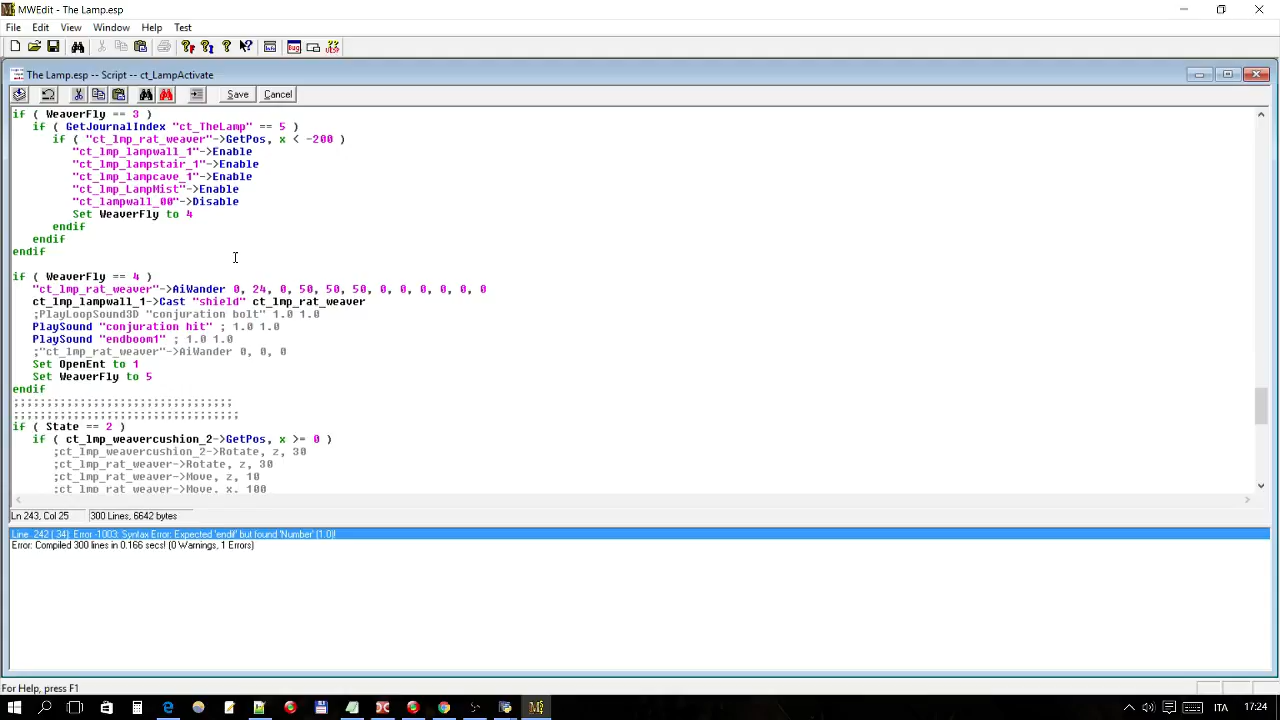 MWEdit - The Lamp.esp
File Edit View Window Help Test
The Lamp.esp -- Script -- ct_LampActivate
Save Cancel
if ( WeaverFly == 3 )
if ( GetJournalIndex "ct_TheLamp" == 5 )
if ( "ct_lmp_rat_weaver"->GetPos, x < -200 )
"ct_lmp_lampwall_1"->Enable
"ct_lmp_lampstair_1"->Enable
"ct_lmp_lampcave_1"->Enable
"ct_lmp_LampMist"->Enable
"ct_lampwall_00"->Disable
Set WeaverFly to 4
endif
endif
endif
if ( WeaverFly == 4 )
"ct_lmp_rat_weaver"->AiWander 0, 24, 0, 50, 50, 50, 0, 0, 0, 0, 0, 0
ct_lmp_lampwall_1->Cast "shield" ct_lmp_rat_weaver
;PlayLoopSound3D "conjuration bolt" 1.0 1.0
PlaySound "conjuration hit" ; 1.0 1.0
PlaySound "endboom1" ; 1.0 1.0
;"ct_lmp_rat_weaver"->AiWander 0, 0, 0
Set OpenEnt to 1
Set WeaverFly to 5
endif
;;;;;;;;;;;;;;;;;;;;;;;;;;;;;;;;;
;;;;;;;;;;;;;;;;;;;;;;;;;;;;;;;;;;
if ( State == 2 )
if ( ct_lmp_weavercushion_2->GetPos, x >= 0 )
;ct_lmp_weavercushion_2->Rotate, z, 30
;ct_lmp_rat_weaver->Rotate, z, 30
;ct_lmp_rat_weaver->Move, z, 10
;ct_lmp_rat_weaver->Move, x, 100
Ln 243, Col 25 300 Lines, 6642 bytes
Line 242 ( 34): Error -1003: Syntax Error: Expected 'endif' but found 'Number' (1.0)!
Error: Compiled 300 lines in 0.166 secs! (0 Warnings, 1 Errors)
For Help, press F1
ITA 17:24